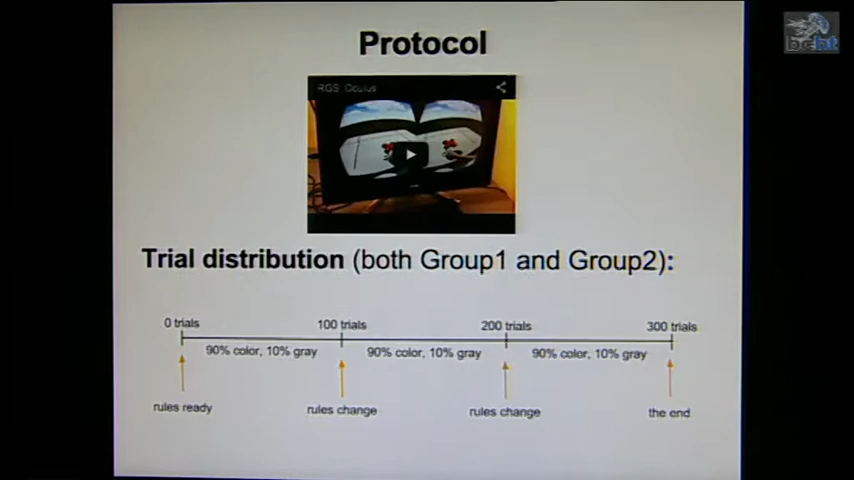 Protocol
RGS Oculus
Trial distribution (both Group1 and Group2):
0 trials 100 trials 200 trials 300 trials
90% color, 10% gray 90% color, 10% gray 90% color, 10% gray
rules ready rules change rules change the end
bcbt